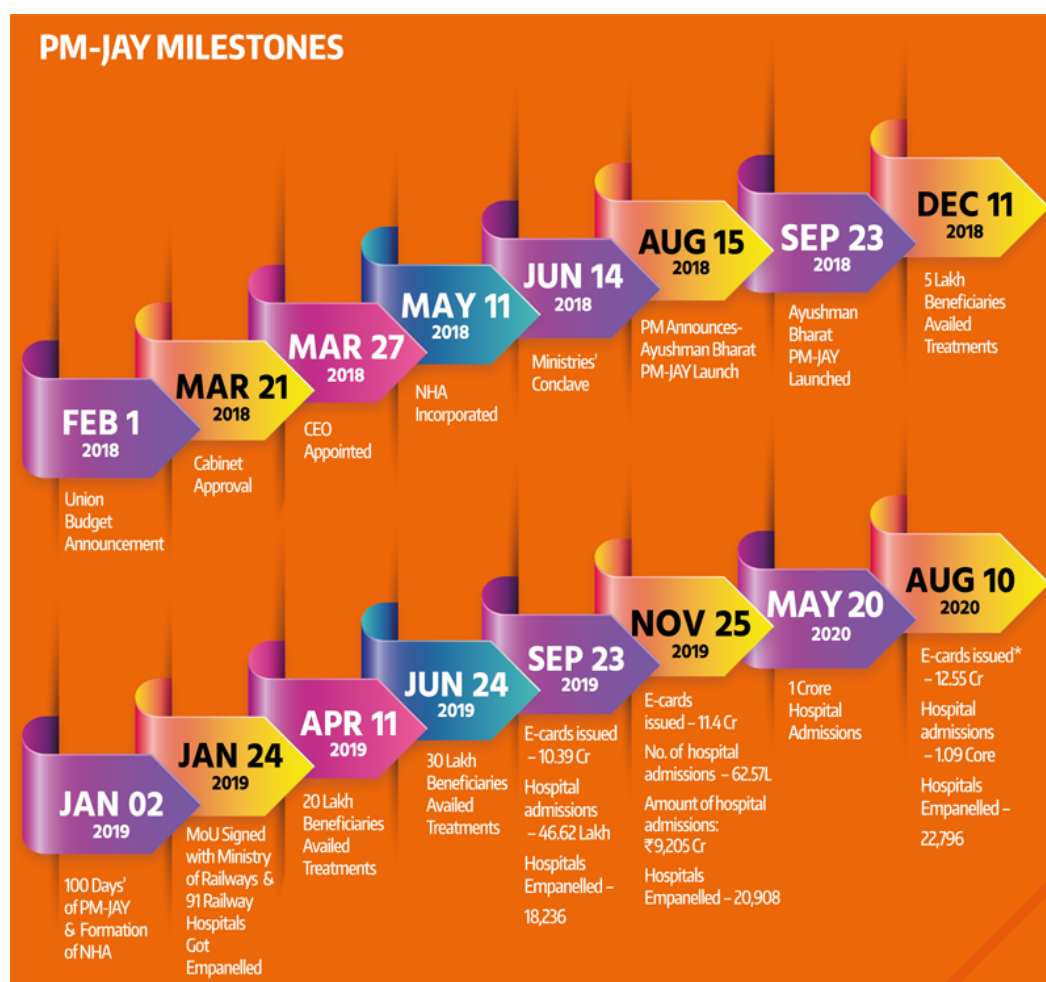 PM-JAY MILESTONES
FEB 1
2018
Union
Budget
Announcement
MAR 21
2018
Cabinet
Approval
MAR 27
2018
CEO
Appointed
MAY 11
2018
NHA
Incorporated
JUN 14
2018
Ministries'
Conclave
AUG 15
2018
PM Announces-
Ayushman Bharat
PM-JAY Launch
SEP 23
2018
Ayushman
Bharat
PM-JAY
Launched
DEC 11
2018
5 Lakh
Beneficiaries
Availed
Treatments
JAN 02
2019
100 Days'
of PM-JAY
& Formation
of NHA
JAN 24
2019
MoU Signed
with Ministry
of Railways &
91 Railway
Hospitals
Got
Empanelled
APR 11
2019
20 Lakh
Beneficiaries
Availed
Treatments
JUN 24
2019
30 Lakh
Beneficiaries
Availed
Treatments
SEP 23
2019
E-cards issued
– 10.39 Cr
Hospital
admissions
– 46.62 Lakh
Hospitals
Empanelled –
18,236
NOV 25
2019
E-cards
issued – 11.4 Cr
No. of hospital
admissions – 62.57L
Amount of hospital
admissions:
₹9,205 Cr
Hospitals
Empanelled – 20,908
MAY 20
2020
1 Crore
Hospital
Admissions
AUG 10
2020
E-cards issued*
– 12.55 Cr
Hospital
admissions
– 1.09 Core
Hospitals
Empanelled –
22,796